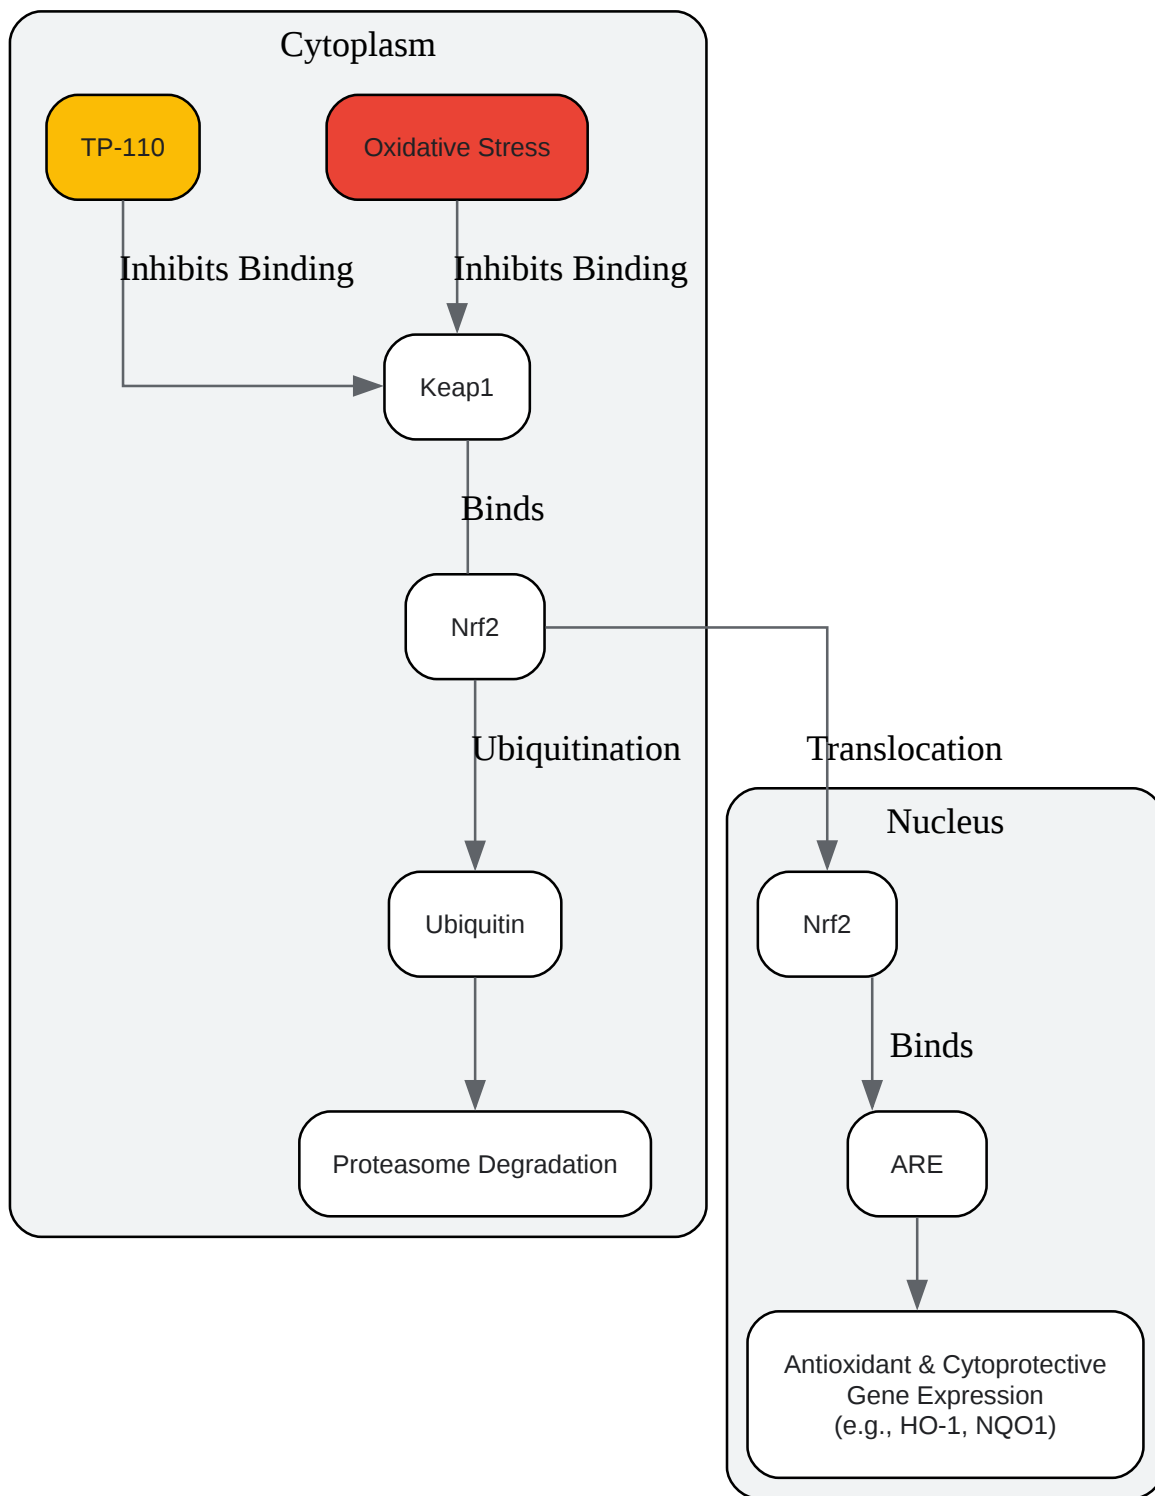 Cytoplasm
TP-110
Oxidative Stress
Inhibits Binding
Inhibits Binding
Keap1
Binds
Nrf2
Ubiquitination
Translocation
Nucleus
Ubiquitin
Nrf2
Binds
Proteasome Degradation
ARE
Antioxidant & Cytoprotective
Gene Expression
(e.g., HO-1, NQO1)